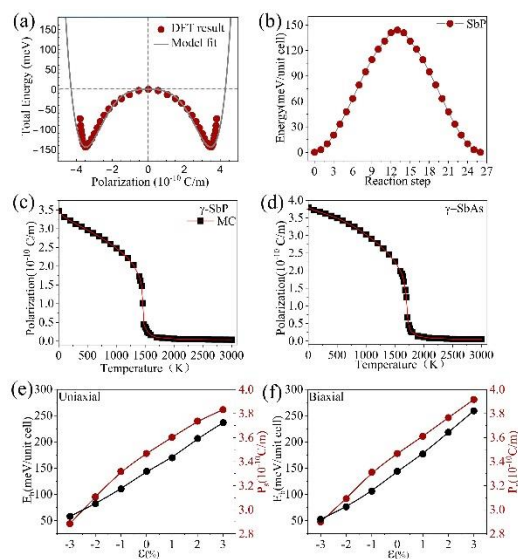 (a)
DFT result
Model fit
Total Energy (meV)
150
100
50
0
-50
-100
-150
-4 -2 0 2 4
Polarization (10⁻¹⁰ C/m)
(b)
SbP
Energy(meV/unit cell)
150
120
90
60
30
0
0 3 6 9 12 15 18 21 24 27
Reaction step
(c)
γ-SbP
MC
Polarization(10⁻¹⁰ C/m)
3.5
3.0
2.5
2.0
1.5
1.0
0.5
0.0
0 500 1000 1500 2000 2500 3000
Temperature (K)
(d)
γ-SbAs
Polarization(10⁻¹⁰ C/m)
4.0
3.5
3.0
2.5
2.0
1.5
1.0
0.5
0.0
0 500 1000 1500 2000 2500 3000
Temperature (K)
(e)
Uniaxial
300
250
200
150
100
50
4.0
3.8
3.6
3.4
3.2
3.0
2.8
-3 -2 -1 0 1 2 3
Ɛ(%)
(meV/unit cell)
Pₛ(10⁻¹⁰C/m)
(f)
Biaxial
300
250
200
150
100
50
4.0
3.8
3.6
3.4
3.2
3.0
2.8
-3 -2 -1 0 1 2 3
Ɛ(%)
(meV/unit cell)
Pₛ(10⁻¹⁰C/m)